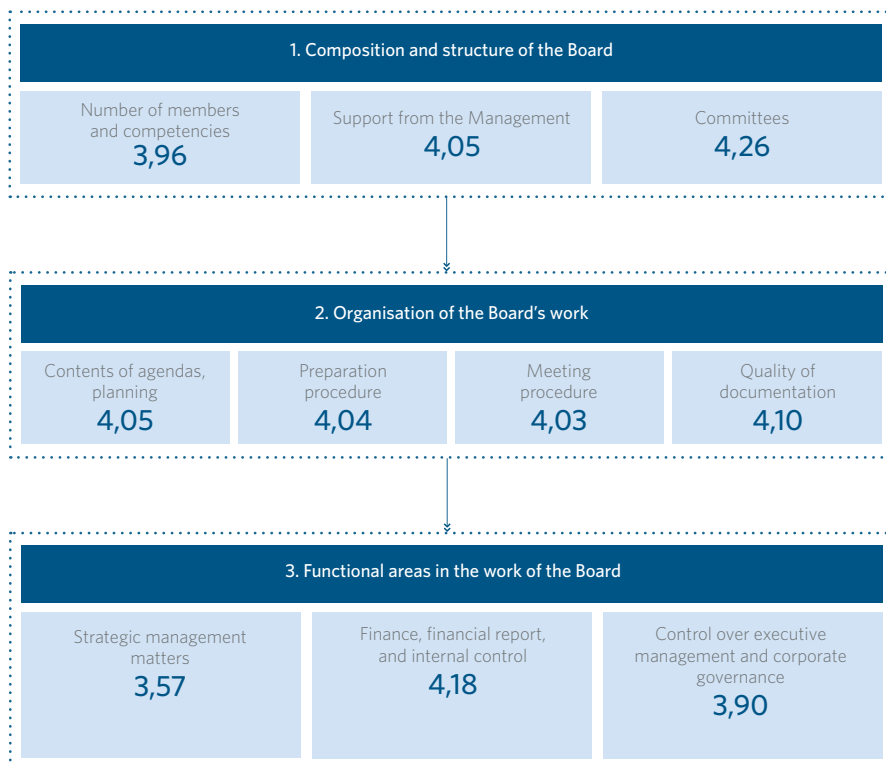 1. Composition and structure of the Board
Number of members
and competencies
3,96
Support from the Management
4,05
Committees
4,26
2. Organisation of the Board’s work
Contents of agendas,
planning
4,05
Preparation
procedure
4,04
Meeting
procedure
4,03
Quality of
documentation
4,10
3. Functional areas in the work of the Board
Strategic management
matters
3,57
Finance, financial report,
and internal control
4,18
Control over executive
management and corporate
governance
3,90